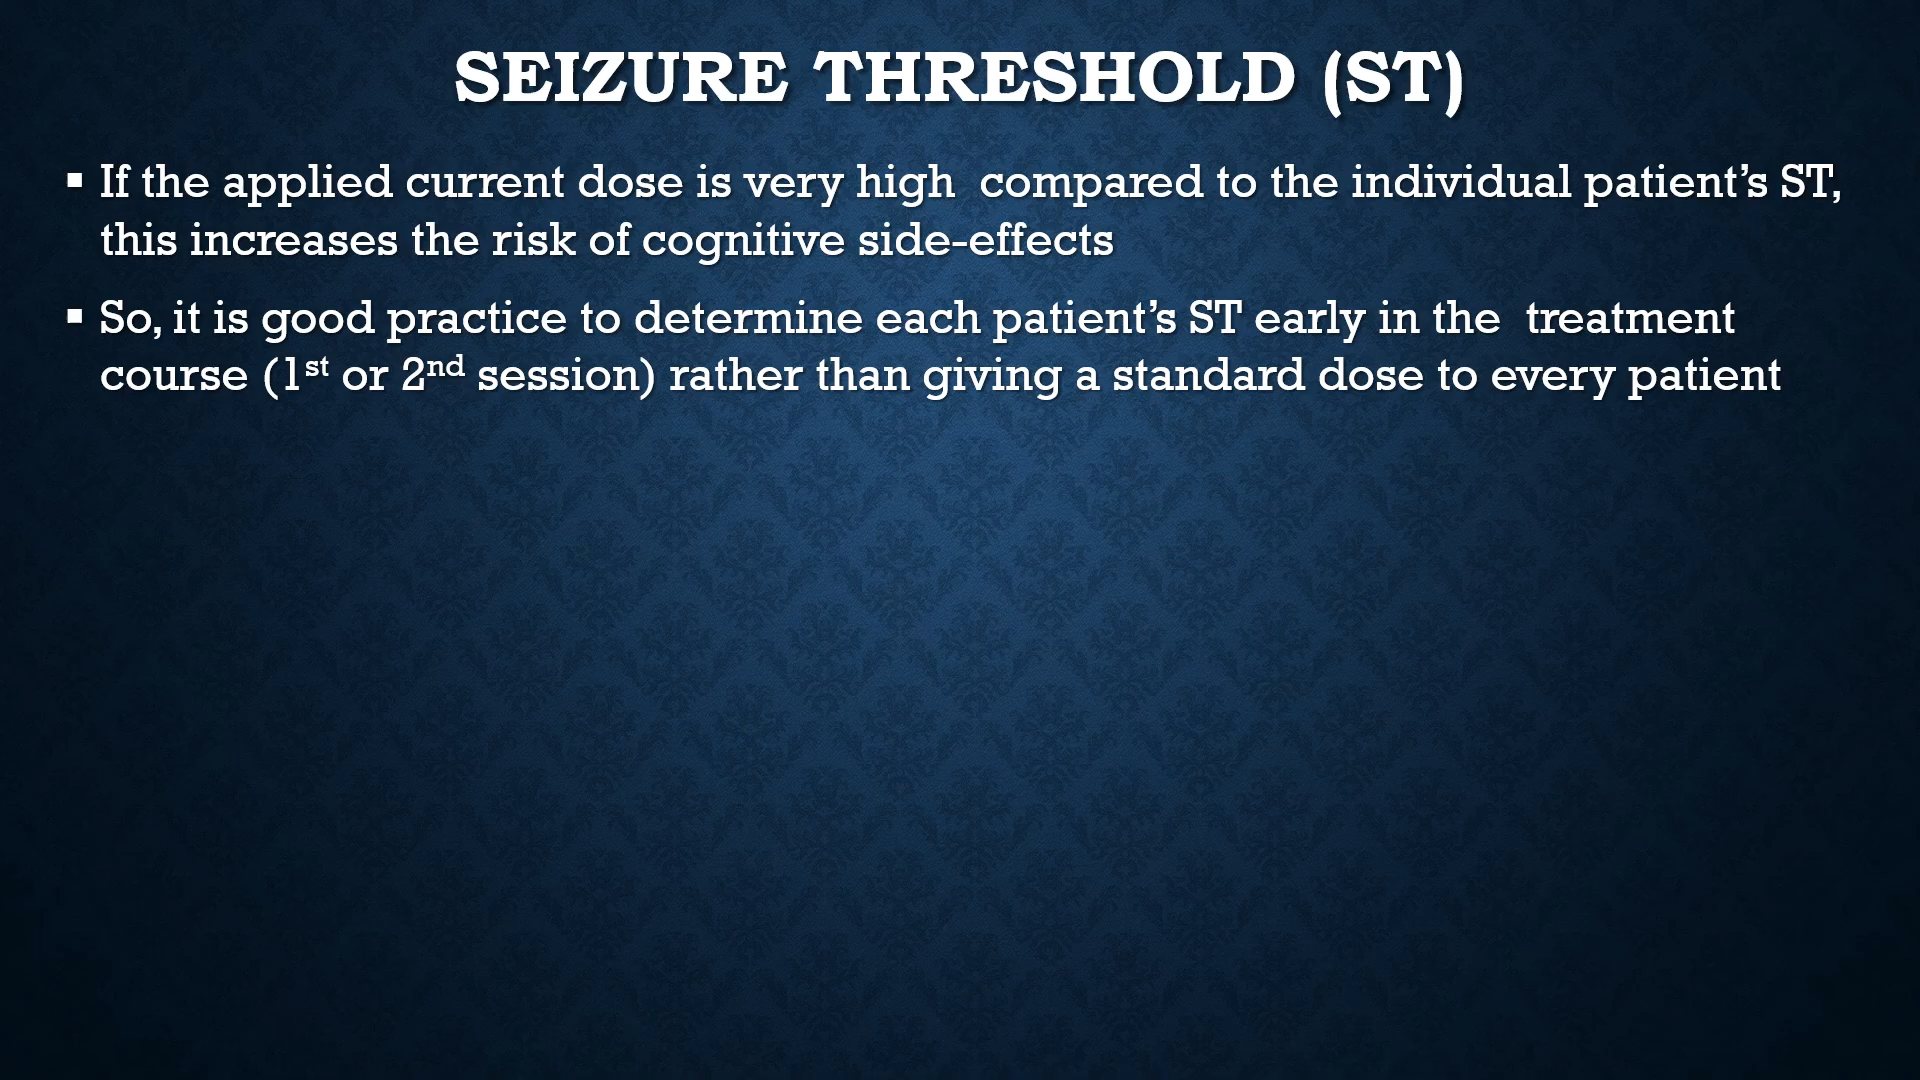 SEIZURE THRESHOLD (ST)
▪ If the applied current dose is very high  compared to the individual patient’s ST,
this increases the risk of cognitive side-effects
▪ So, it is good practice to determine each patient’s ST early in the  treatment
course (1st or 2nd session) rather than giving a standard dose to every patient